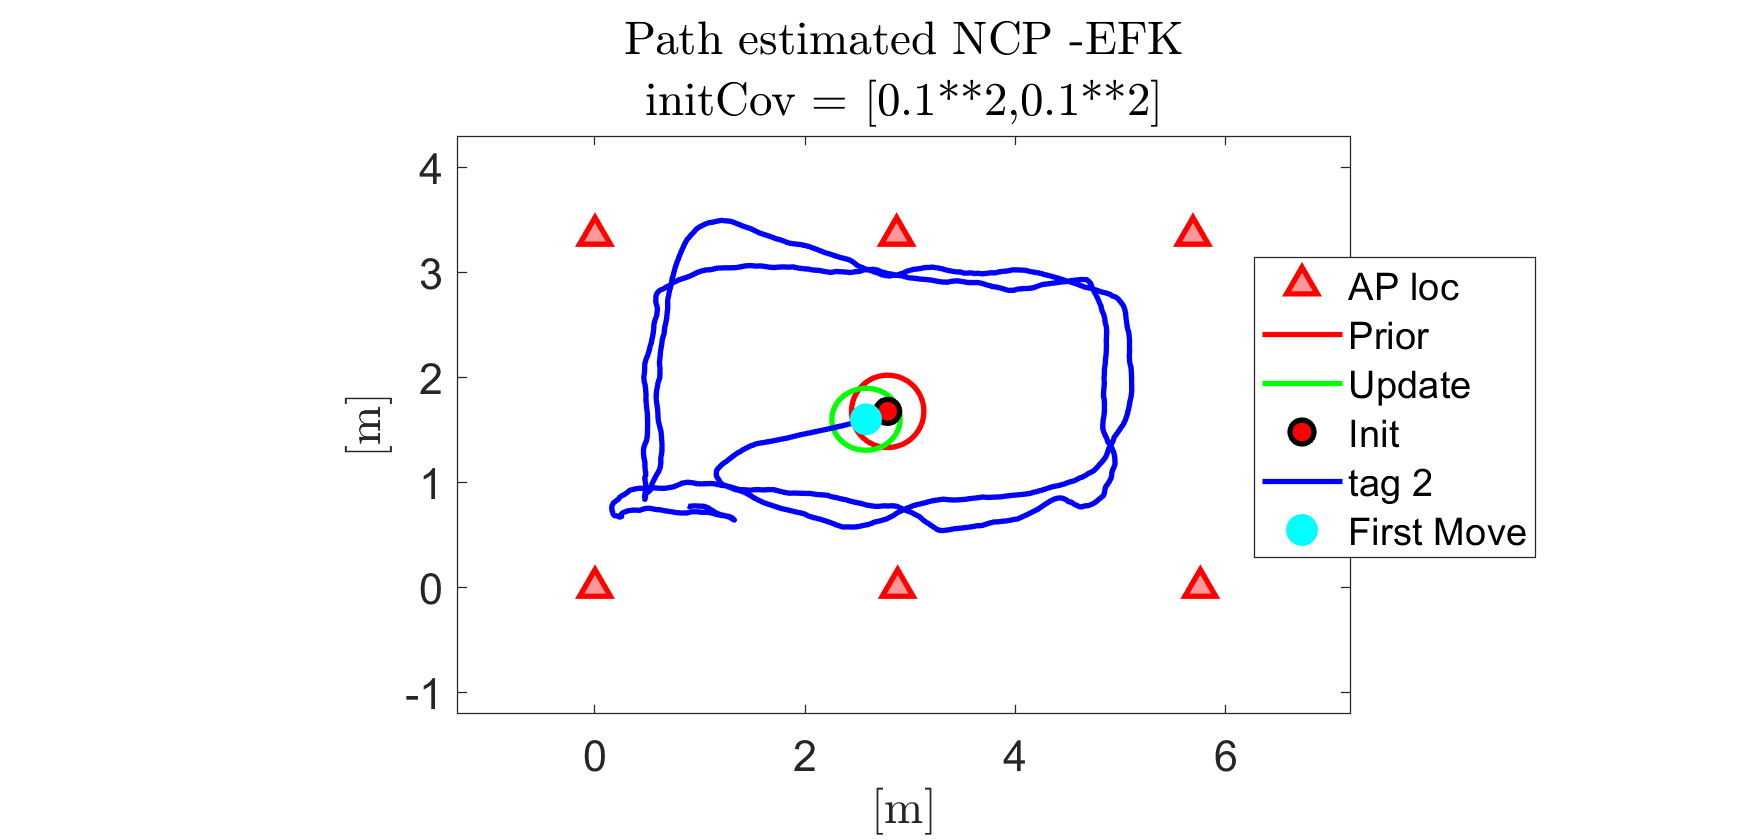 Path estimated NCP -EFK
initCov = [0.1**2,0.1**2]
4
3
2
1
0
-1
[m]
0
2
4
6
[m]
AP loc
Prior
Update
Init
tag 2
First Move